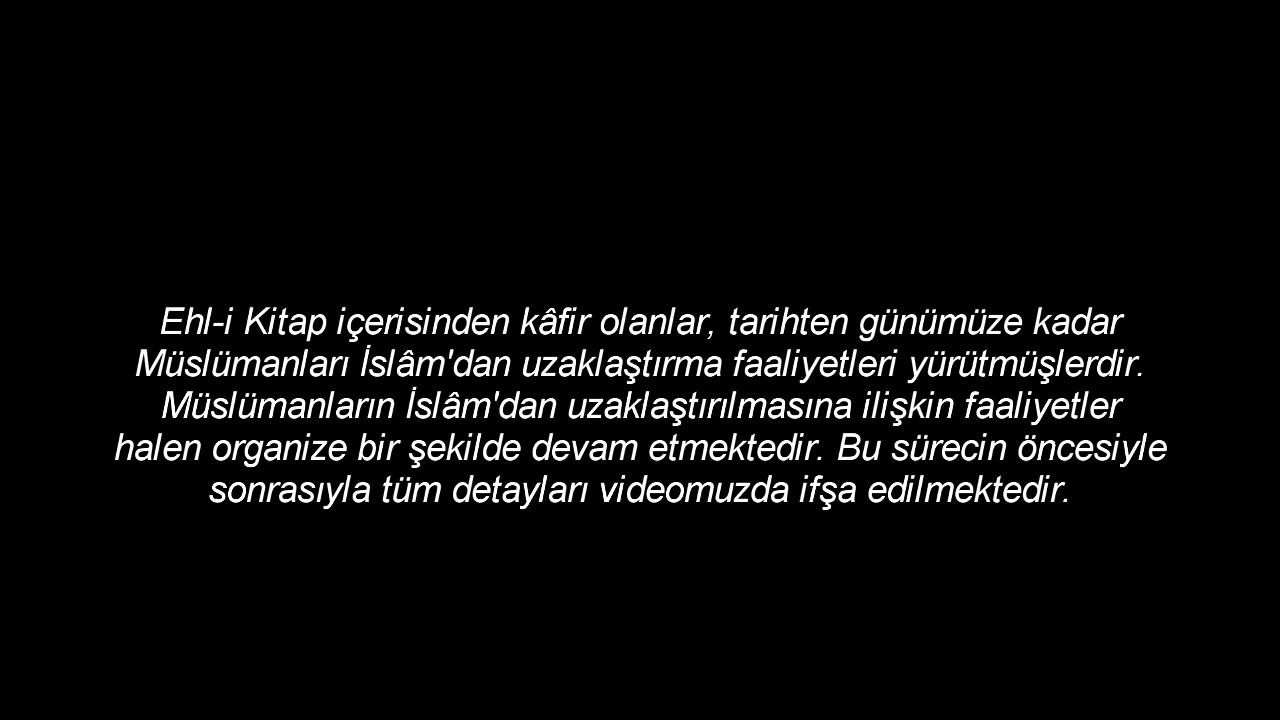 Ehl-i Kitap içerisinden kâfir olanlar, tarihten günümüze kadar
Müslümanları İslâm'dan uzaklaştırma faaliyetleri yürütmüşlerdir.
Müslümanların İslâm'dan uzaklaştırılmasına ilişkin faaliyetler
halen organize bir şekilde devam etmektedir. Bu sürecin öncesiyle
sonrasıyla tüm detayları videomuzda ifşa edilmektedir.